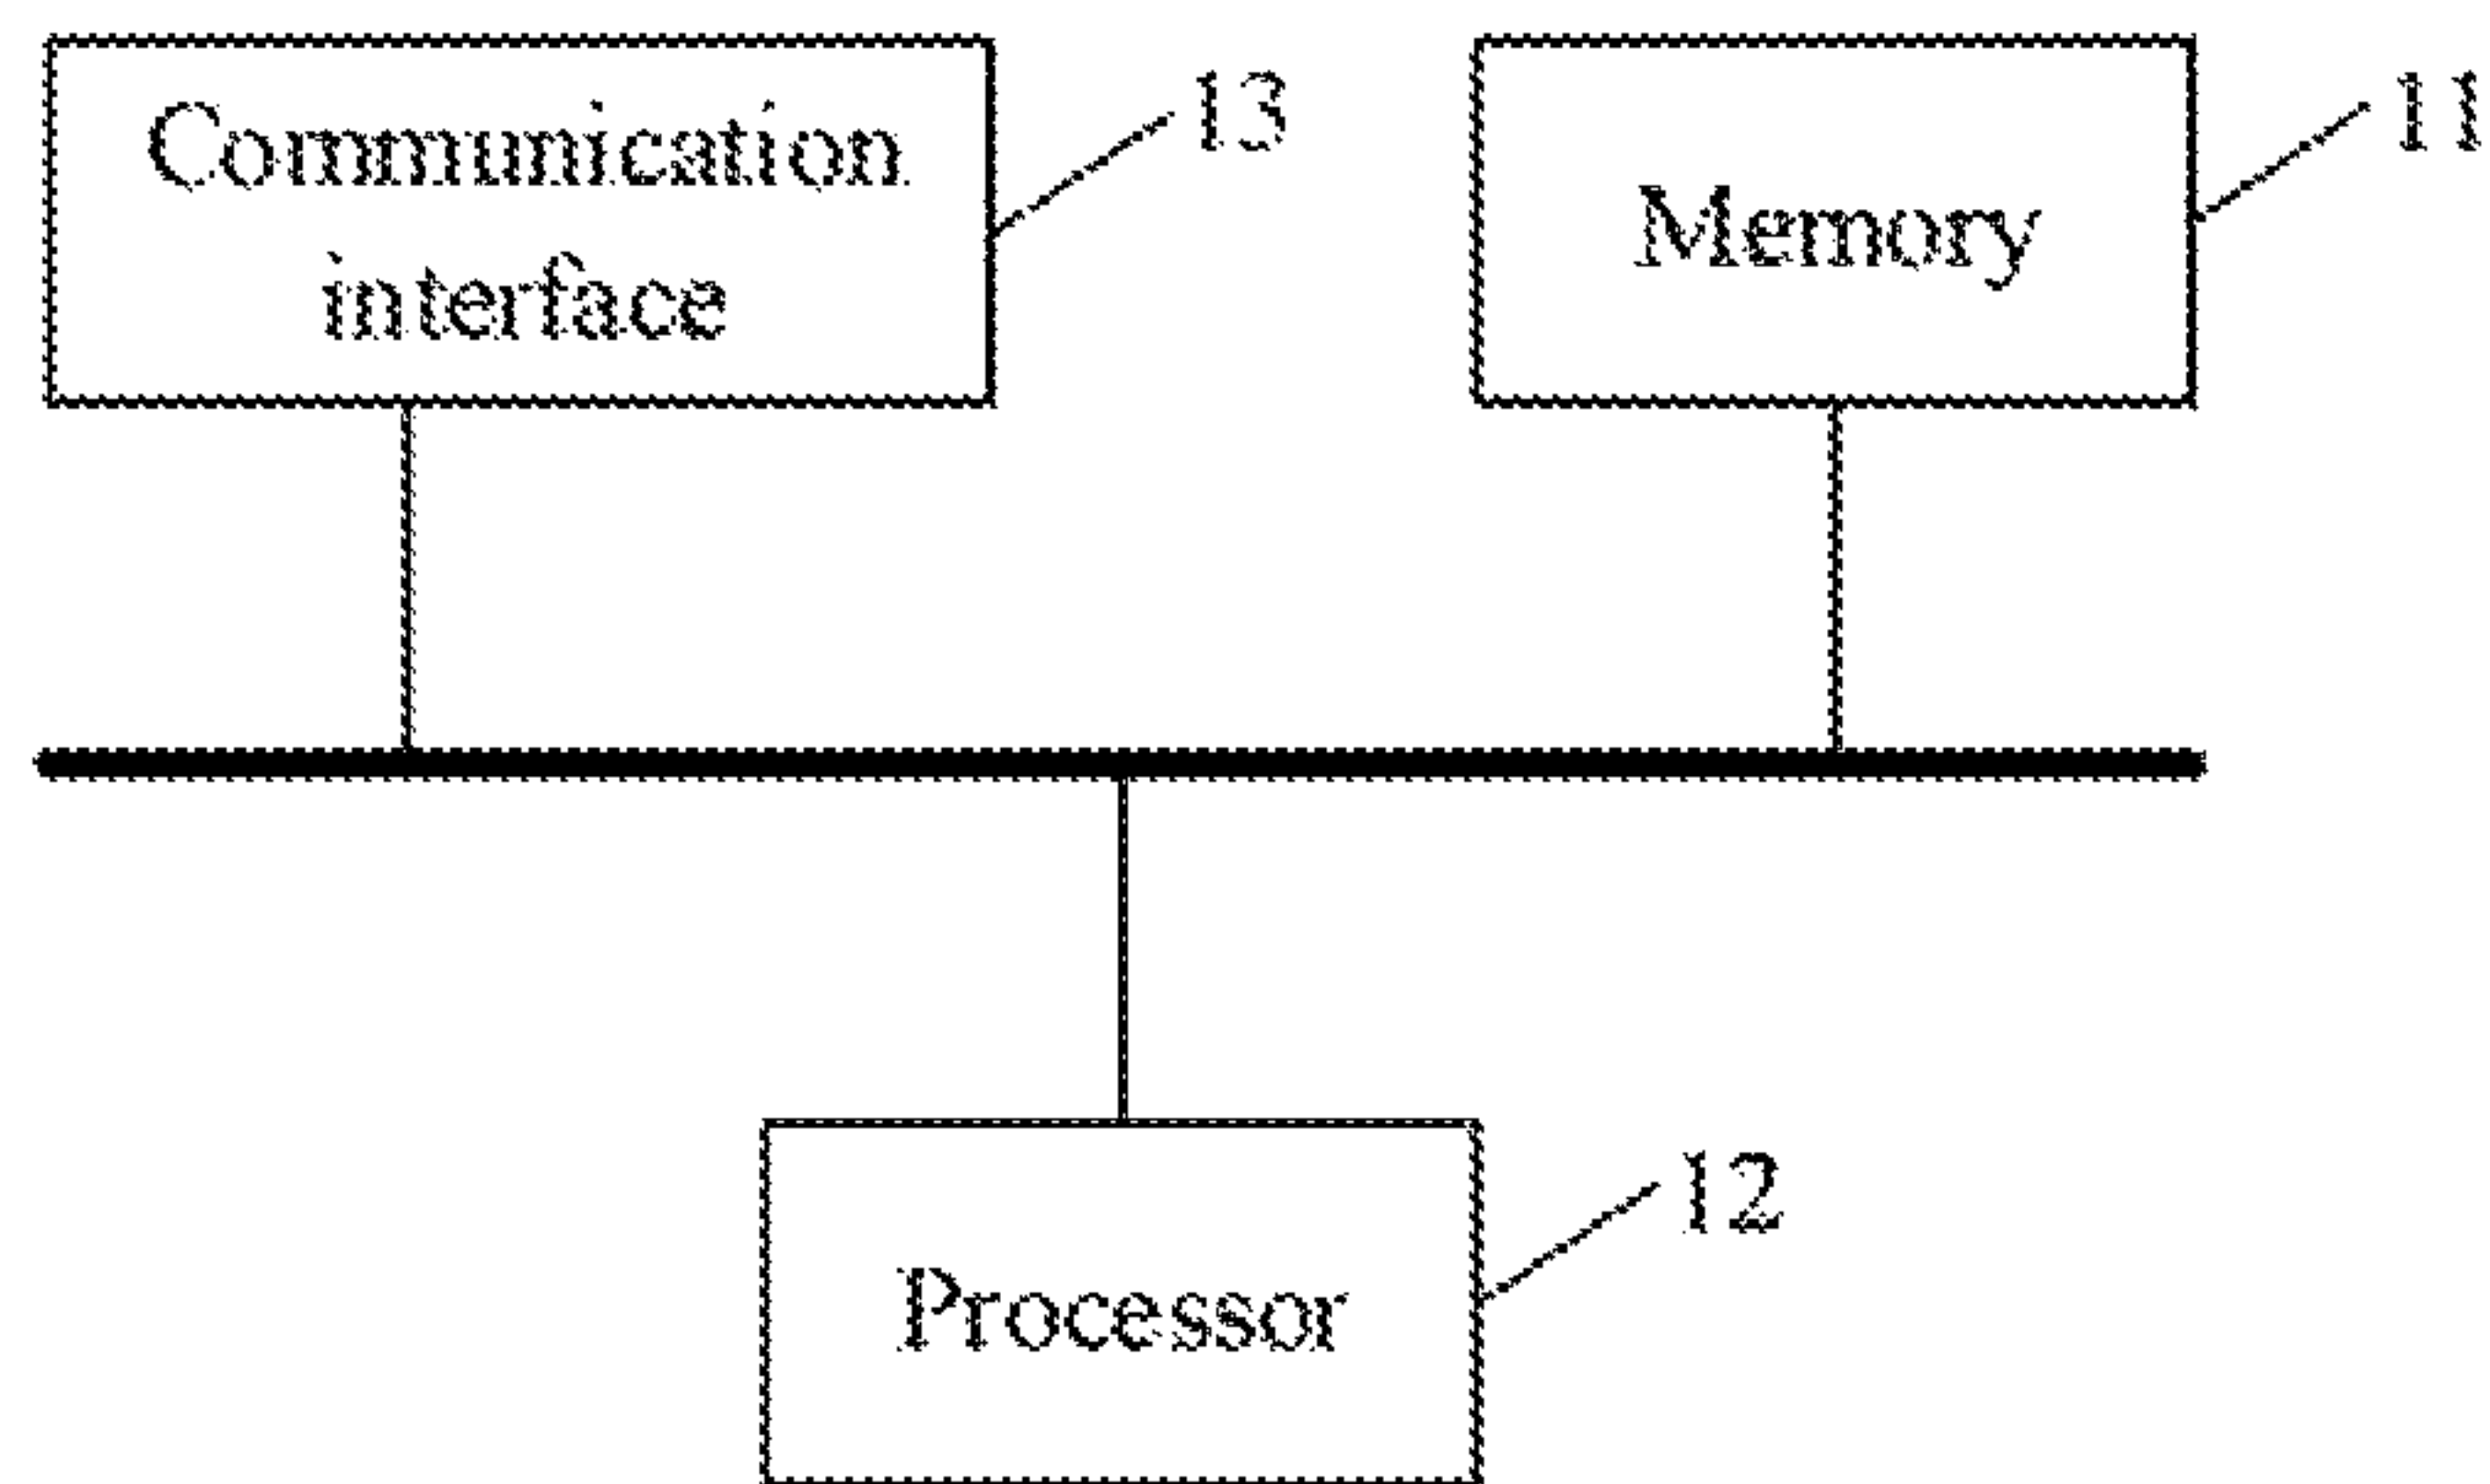 Communication
interface
13
Memory
11
Processor
12